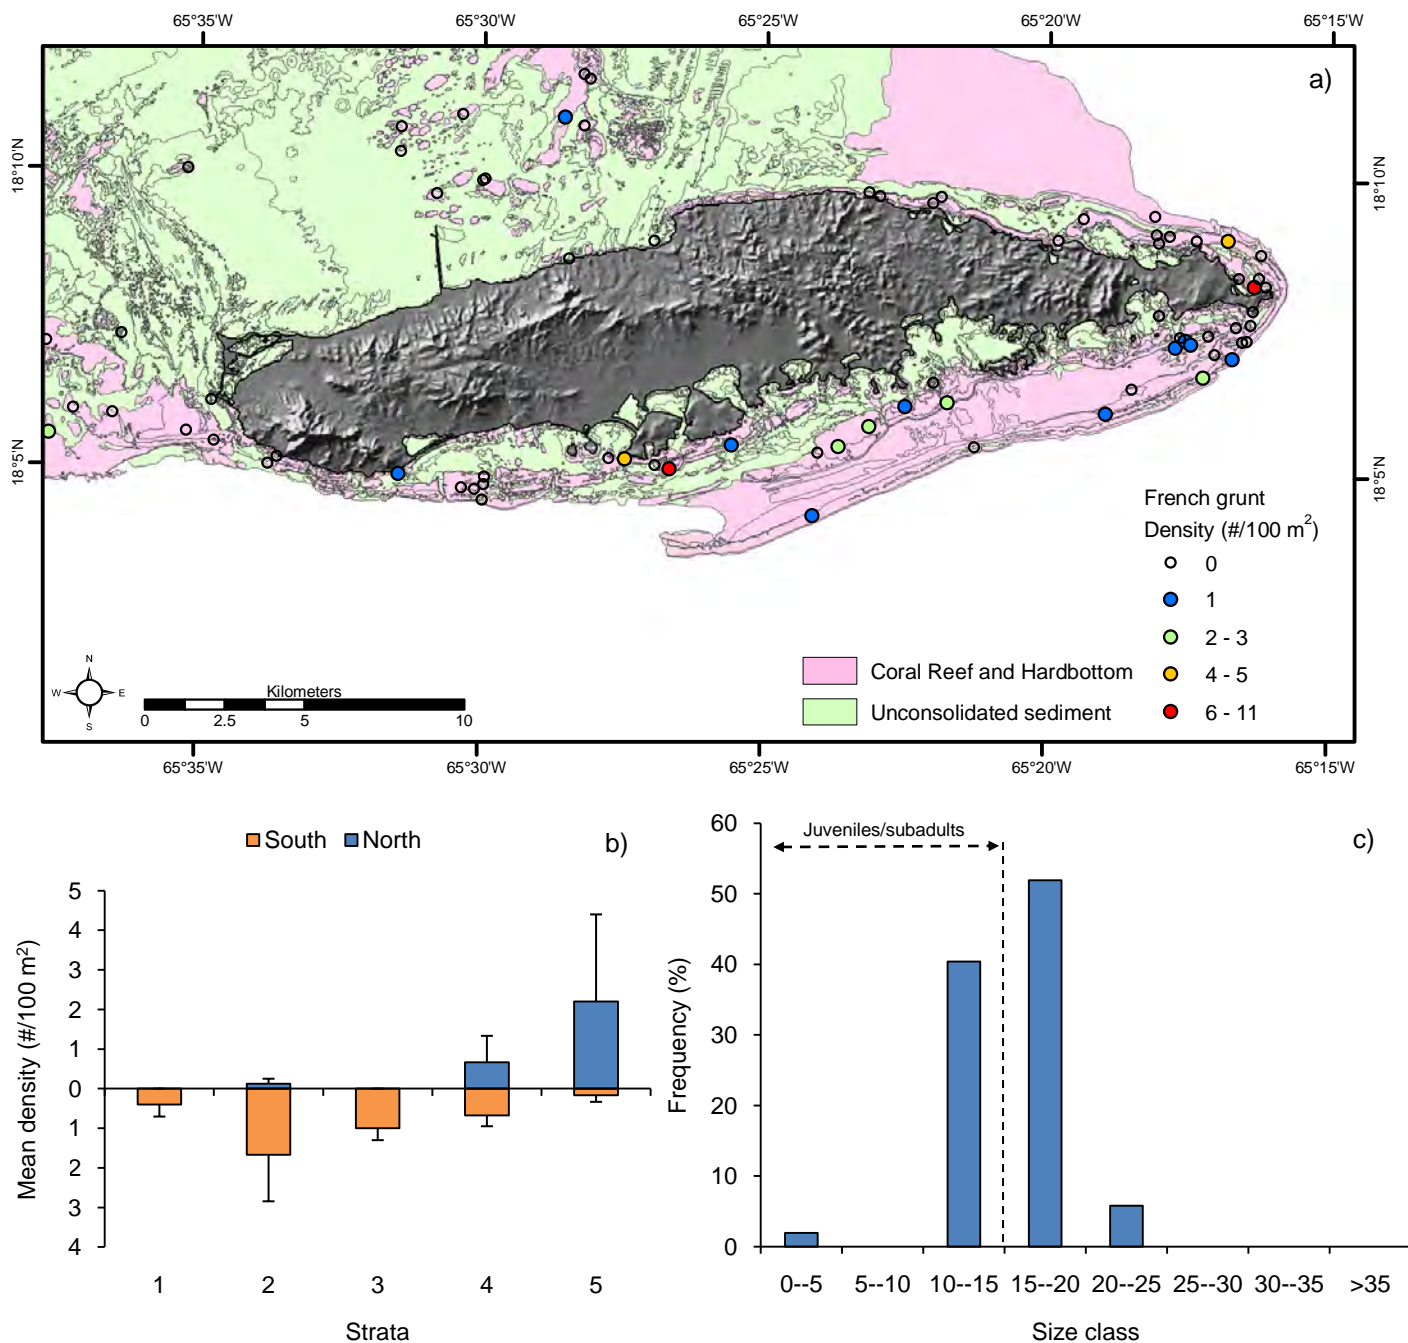 65°35'W 65°30'W 65°25'W 65°20'W 65°15'W
a)
18°10'N 18°10'N
18°5'N 18°5'N
French grunt
Density (#/100 m²)
0
1
2 - 3
4 - 5
6 - 11
Coral Reef and Hardbottom
Unconsolidated sediment
N
W E
S
Kilometers
0 2.5 5 10
65°35'W 65°30'W 65°25'W 65°20'W 65°15'W
South North b)
Mean density (#/100 m²)
5
4
3
2
1
0
1
2
3
4
1 2 3 4 5
Strata
c)
Juveniles/subadults
Frequency (%)
60
50
40
30
20
10
0
0--5 5--10 10--15 15--20 20--25 25--30 30--35 >35
Size class